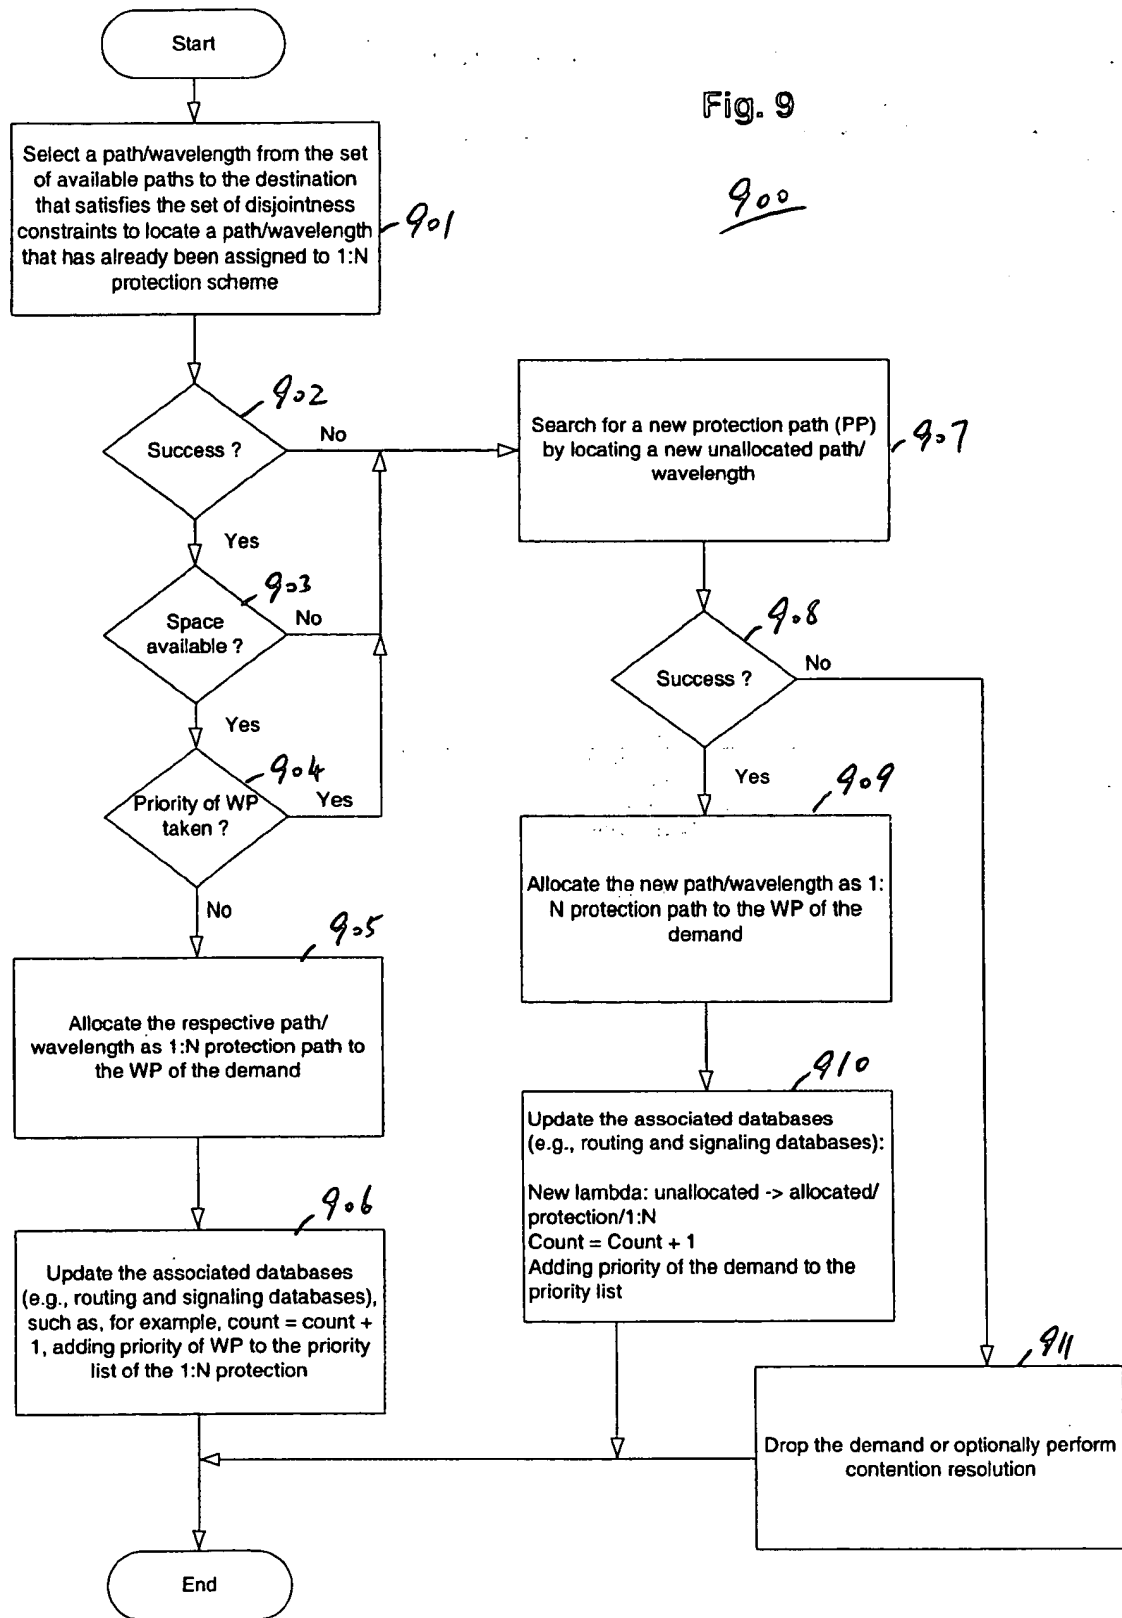 Start
Fig. 9
900
Select a path/wavelength from the set
of available paths to the destination
that satisfies the set of disjointness
constraints to locate a path/wavelength
that has already been assigned to 1:N
protection scheme
901
902
Success ?
No
Yes
903
Space
available ?
No
Yes
904
Priority of WP
taken ?
Yes
No
905
Allocate the respective path/
wavelength as 1:N protection path to
the WP of the demand
906
Update the associated databases
(e.g., routing and signaling databases),
such as, for example, count = count +
1, adding priority of WP to the priority
list of the 1:N protection
End
Search for a new protection path (PP)
by locating a new unallocated path/
wavelength
907
908
Success ?
No
Yes
909
Allocate the new path/wavelength as 1:
N protection path to the WP of the
demand
910
Update the associated databases
(e.g., routing and signaling databases):
New lambda: unallocated -> allocated/
protection/1:N
Count = Count + 1
Adding priority of the demand to the
priority list
911
Drop the demand or optionally perform
contention resolution